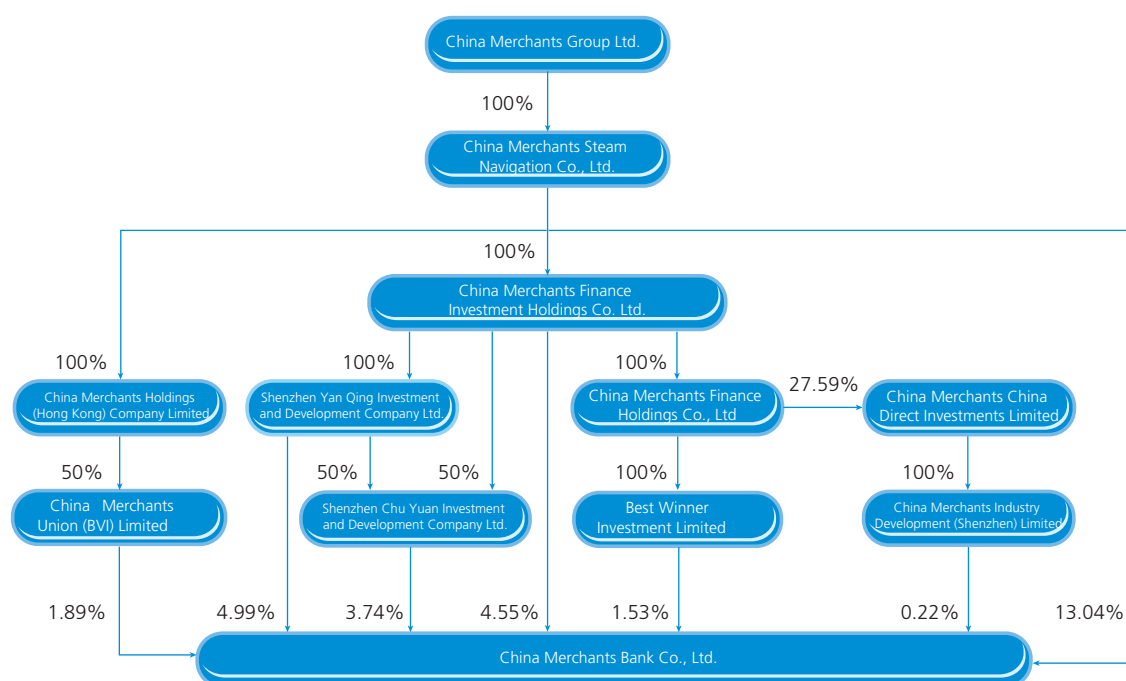 China Merchants Group Ltd.
100%
China Merchants Steam
Navigation Co., Ltd.
100%
China Merchants Finance
Investment Holdings Co. Ltd.
100%
100%
100%
27.59%
China Merchants Holdings
(Hong Kong) Company Limited
Shenzhen Yan Qing Investment
and Development Company Ltd.
China Merchants Finance
Holdings Co., Ltd
China Merchants China
Direct Investments Limited
50%
50%
50%
100%
100%
China Merchants
Union (BVI) Limited
Shenzhen Chu Yuan Investment
and Development Company Ltd.
Best Winner
Investment Limited
China Merchants Industry
Development (Shenzhen) Limited
1.89%
4.99%
3.74%
4.55%
1.53%
0.22%
13.04%
China Merchants Bank Co., Ltd.